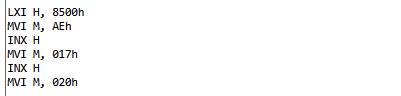 LXI H, 8500h
MVI M, AEh
INX H
MVI M, 017h
INX H
MVI M, 020h